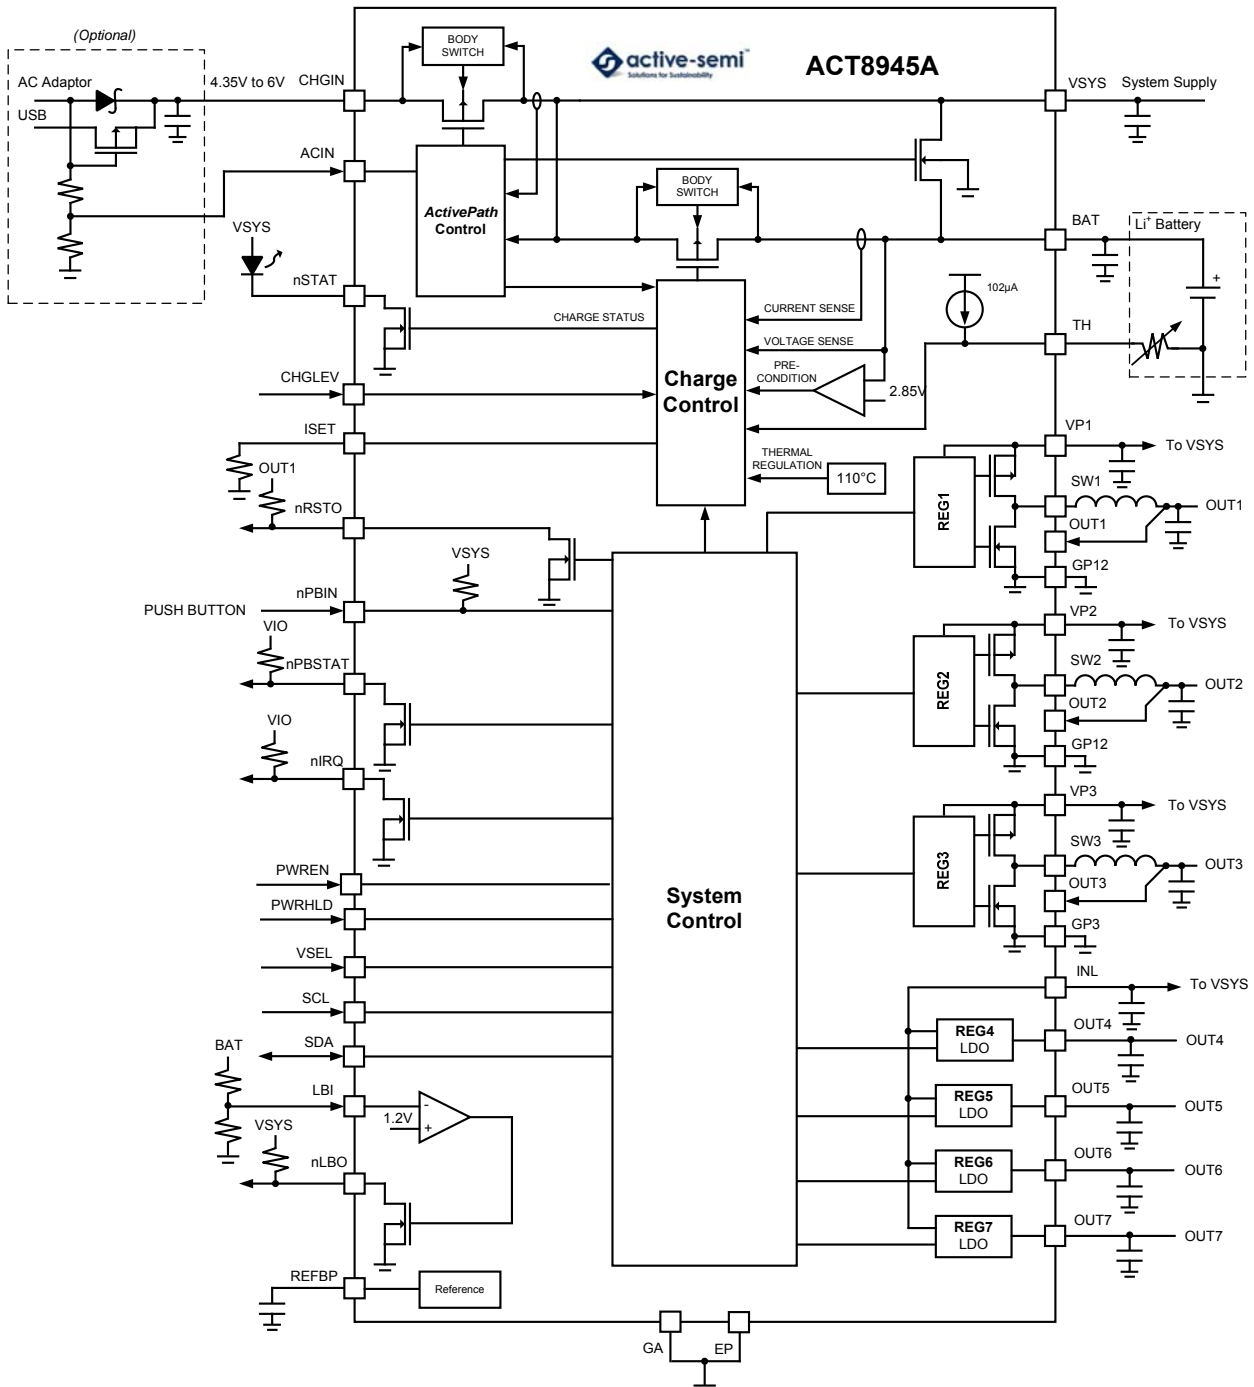 (Optional)
BODY
SWITCH
active-semi™
Solutions for Sustainability
ACT8945A
AC Adaptor
4.35V to 6V
CHGIN
VSYS
System Supply
USB
ACIN
ActivePath
Control
BODY
SWITCH
BAT
Li+ Battery
+
VSYS
nSTAT
CHARGE STATUS
CURRENT SENSE
102µA
TH
VOLTAGE SENSE
PRE-
CONDITION
2.85V
Charge
Control
CHGLEV
ISET
OUT1
nRSTO
THERMAL
REGULATION
110°C
VP1
To VSYS
REG1
SW1
OUT1
OUT1
GP12
VSYS
nPBIN
PUSH BUTTON
VIO
nPBSTAT
VP2
To VSYS
REG2
SW2
OUT2
OUT2
GP12
VIO
nIRQ
VP3
To VSYS
REG3
SW3
OUT3
OUT3
GP3
PWREN
PWRHLD
System
Control
VSEL
SCL
SDA
INL
To VSYS
REG4
LDO
OUT4
OUT4
BAT
LBI
1.2V
-
+
REG5
LDO
OUT5
OUT5
VSYS
nLBO
REG6
LDO
OUT6
OUT6
REG7
LDO
OUT7
OUT7
REFBP
Reference
GA
EP